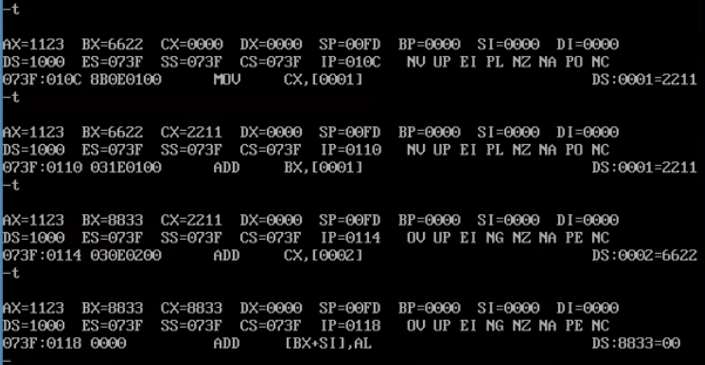 -t
AX=1123  BX=6622  CX=0000  DX=0000  SP=00FD  BP=0000  SI=0000  DI=0000
DS=1000  ES=073F  SS=073F  CS=073F  IP=010C   NV UP EI PL NZ NA PO NC
073F:010C 8B0E0100      MOV     CX,[0001]                          DS:0001=2211
-t
AX=1123  BX=6622  CX=2211  DX=0000  SP=00FD  BP=0000  SI=0000  DI=0000
DS=1000  ES=073F  SS=073F  CS=073F  IP=0110   NV UP EI PL NZ NA PO NC
073F:0110 031E0100      ADD     BX,[0001]                          DS:0001=2211
-t
AX=1123  BX=8833  CX=2211  DX=0000  SP=00FD  BP=0000  SI=0000  DI=0000
DS=1000  ES=073F  SS=073F  CS=073F  IP=0114   OV UP EI NG NZ NA PE NC
073F:0114 030E0200      ADD     CX,[0002]                          DS:0002=6622
-t
AX=1123  BX=8833  CX=8833  DX=0000  SP=00FD  BP=0000  SI=0000  DI=0000
DS=1000  ES=073F  SS=073F  CS=073F  IP=0118   OV UP EI NG NZ NA PE NC
073F:0118 0000          ADD     [BX+SI],AL                         DS:8833=00
-